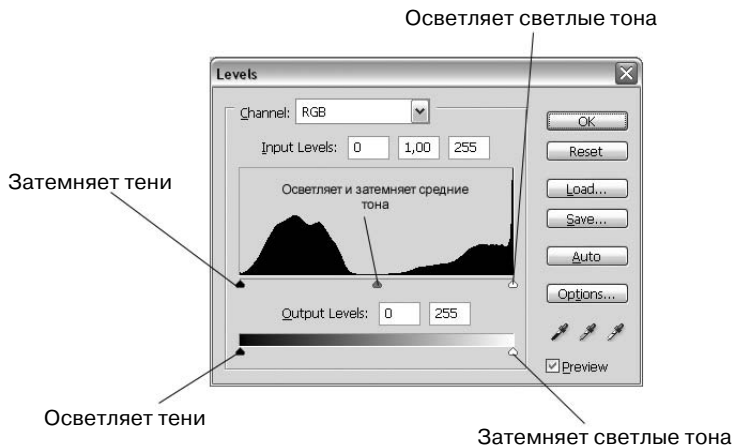 Осветляет светлые тона
Levels
Channel: RGB
OK
Input Levels: 0 1,00 255
Reset
Затемняет тени
Осветляет и затемняет средние
тона
Load...
Save...
Auto
Options...
Output Levels: 0 255
Preview
Осветляет тени
Затемняет светлые тона